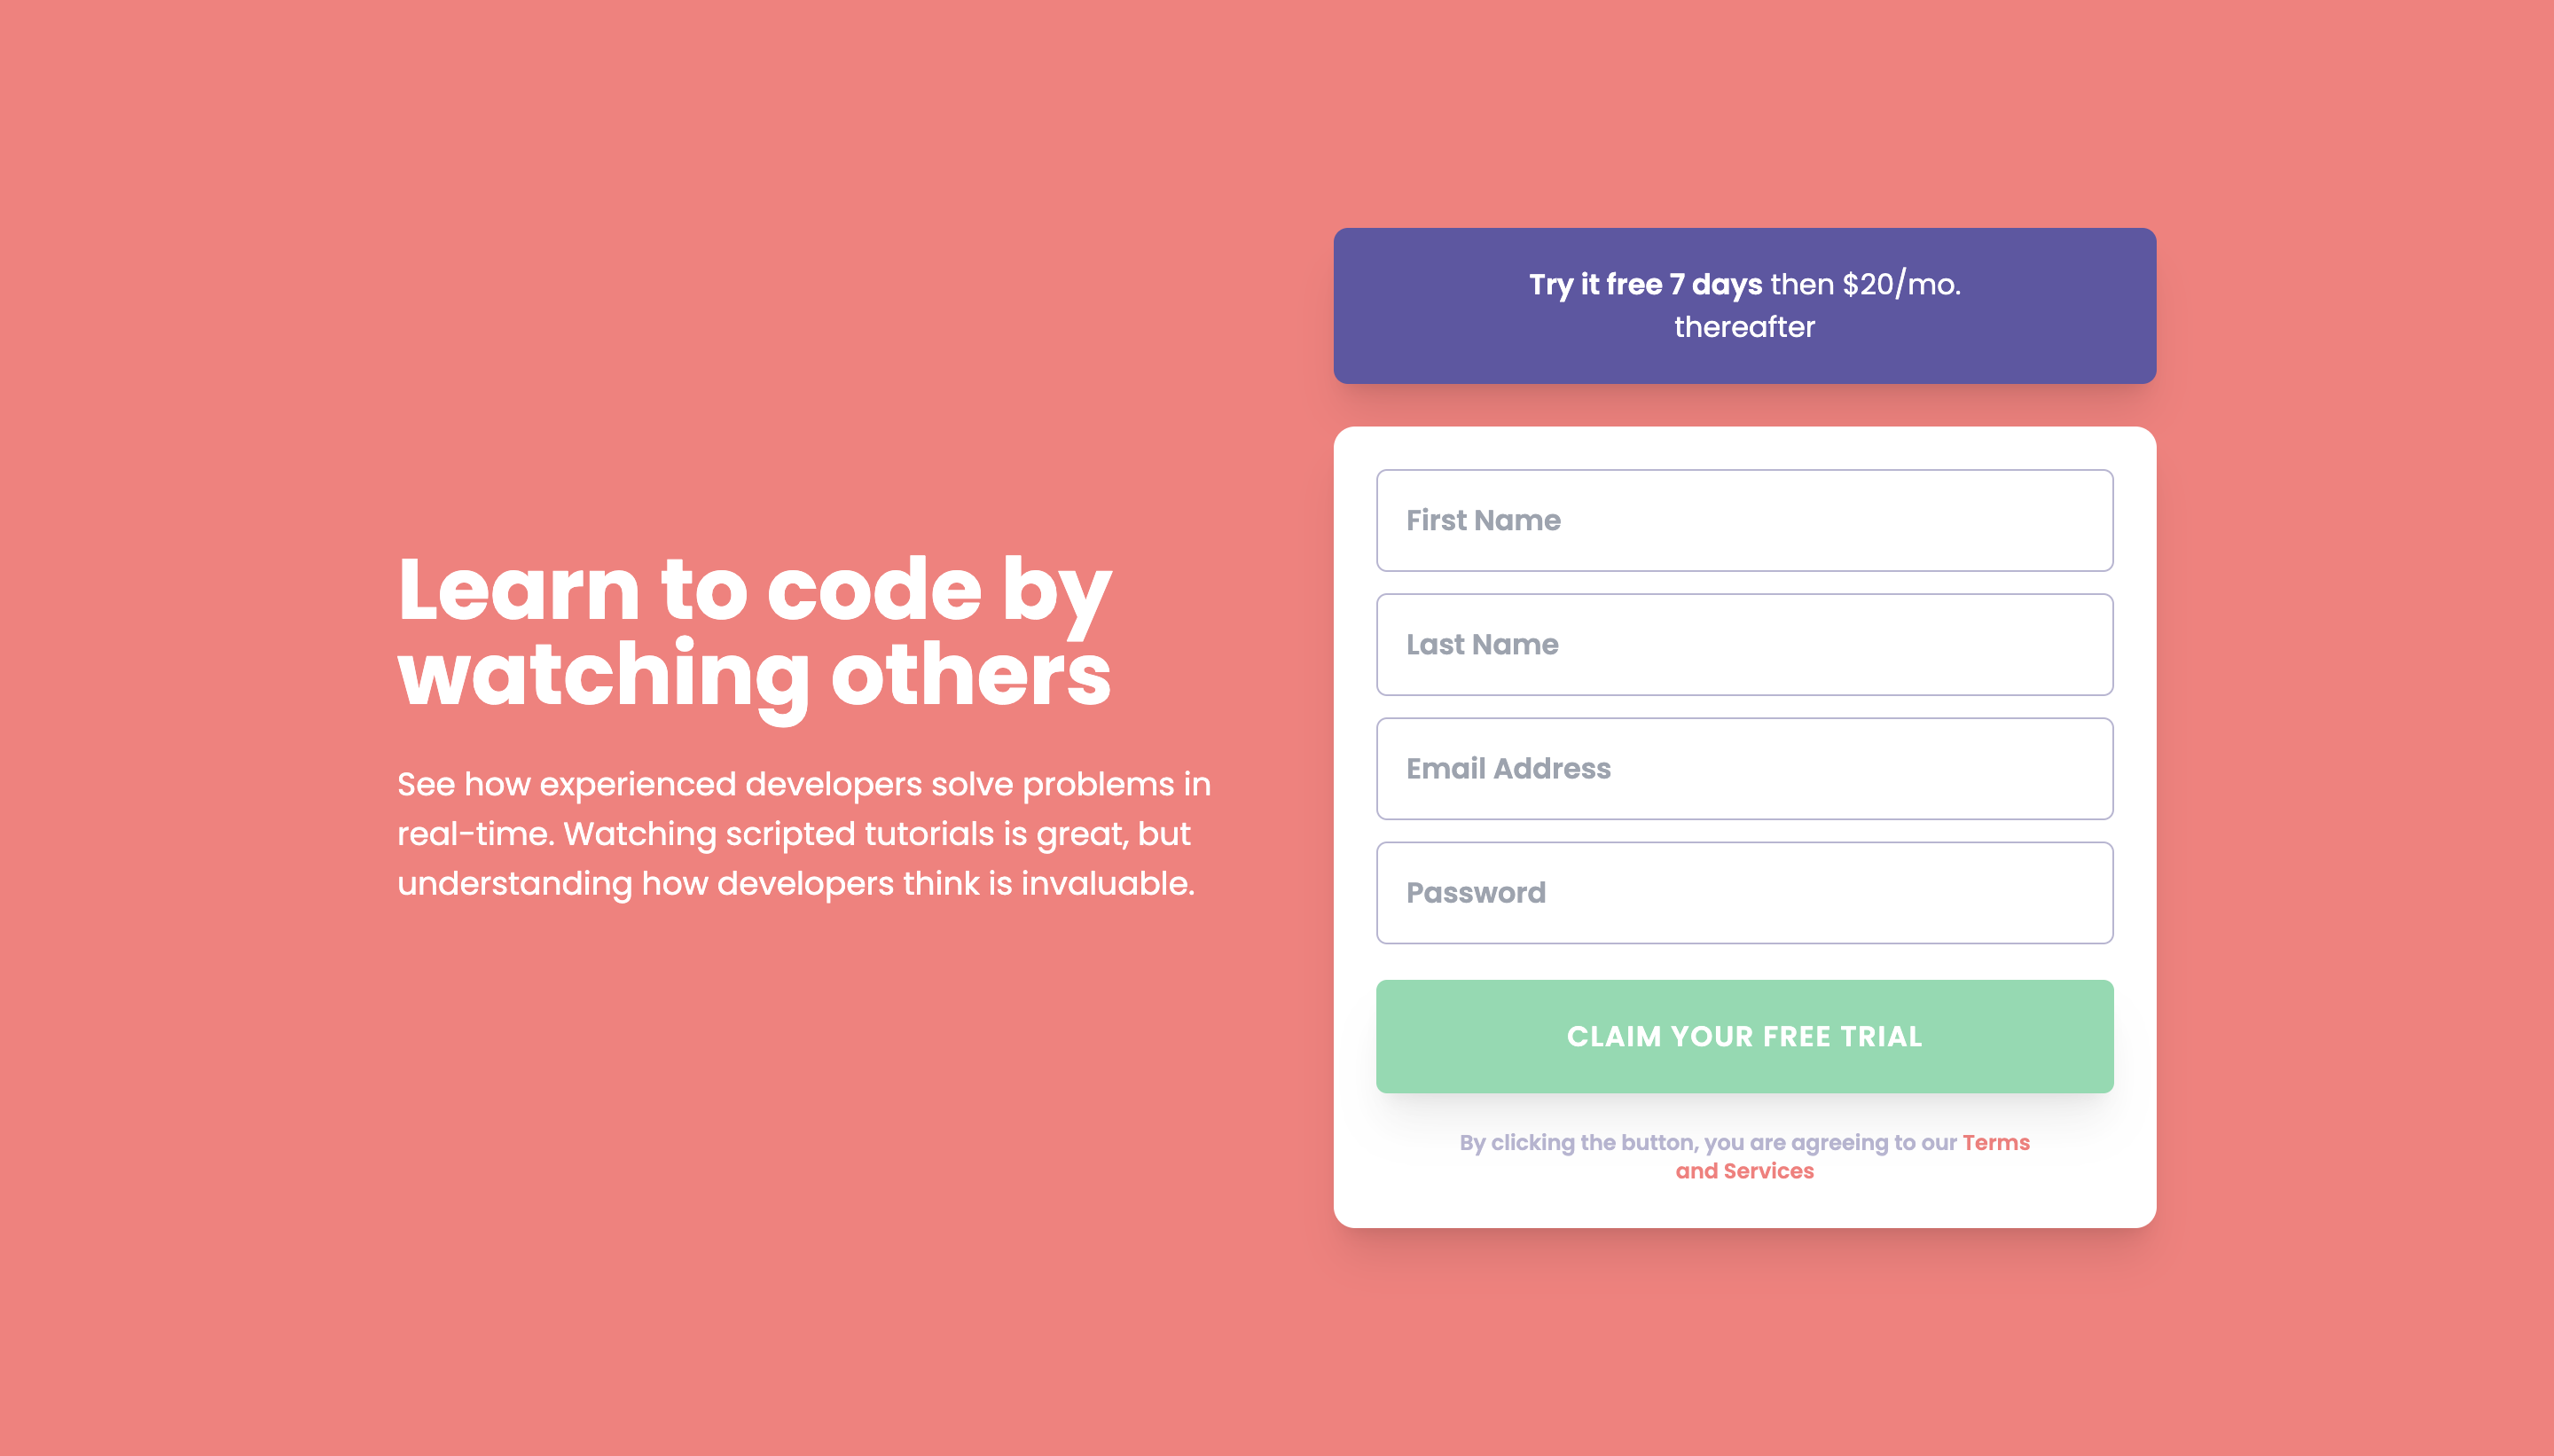 Learn to code by
watching others
See how experienced developers solve problems in
real-time. Watching scripted tutorials is great, but
understanding how developers think is invaluable.
Try it free 7 days then $20/mo.
thereafter
First Name
Last Name
Email Address
Password
CLAIM YOUR FREE TRIAL
By clicking the button, you are agreeing to our Terms
and Services